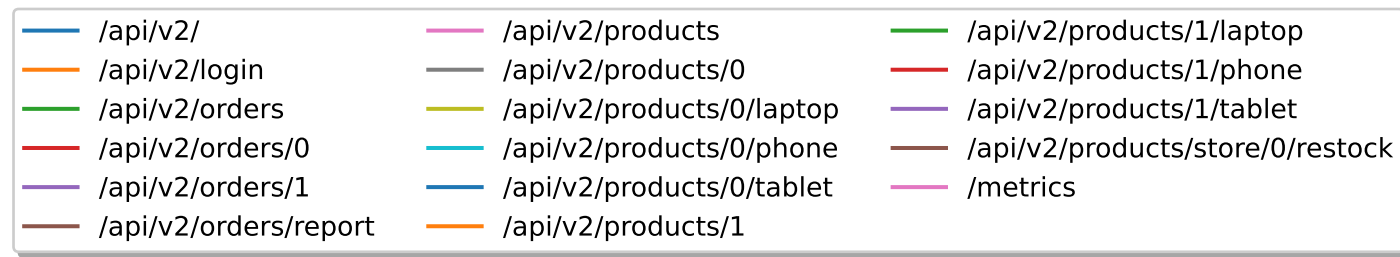 /api/v2/
/api/v2/login
/api/v2/orders
/api/v2/orders/0
/api/v2/orders/1
/api/v2/orders/report
/api/v2/products
/api/v2/products/0
/api/v2/products/0/laptop
/api/v2/products/0/phone
/api/v2/products/0/tablet
/api/v2/products/1
/api/v2/products/1/laptop
/api/v2/products/1/phone
/api/v2/products/1/tablet
/api/v2/products/store/0/restock
/metrics